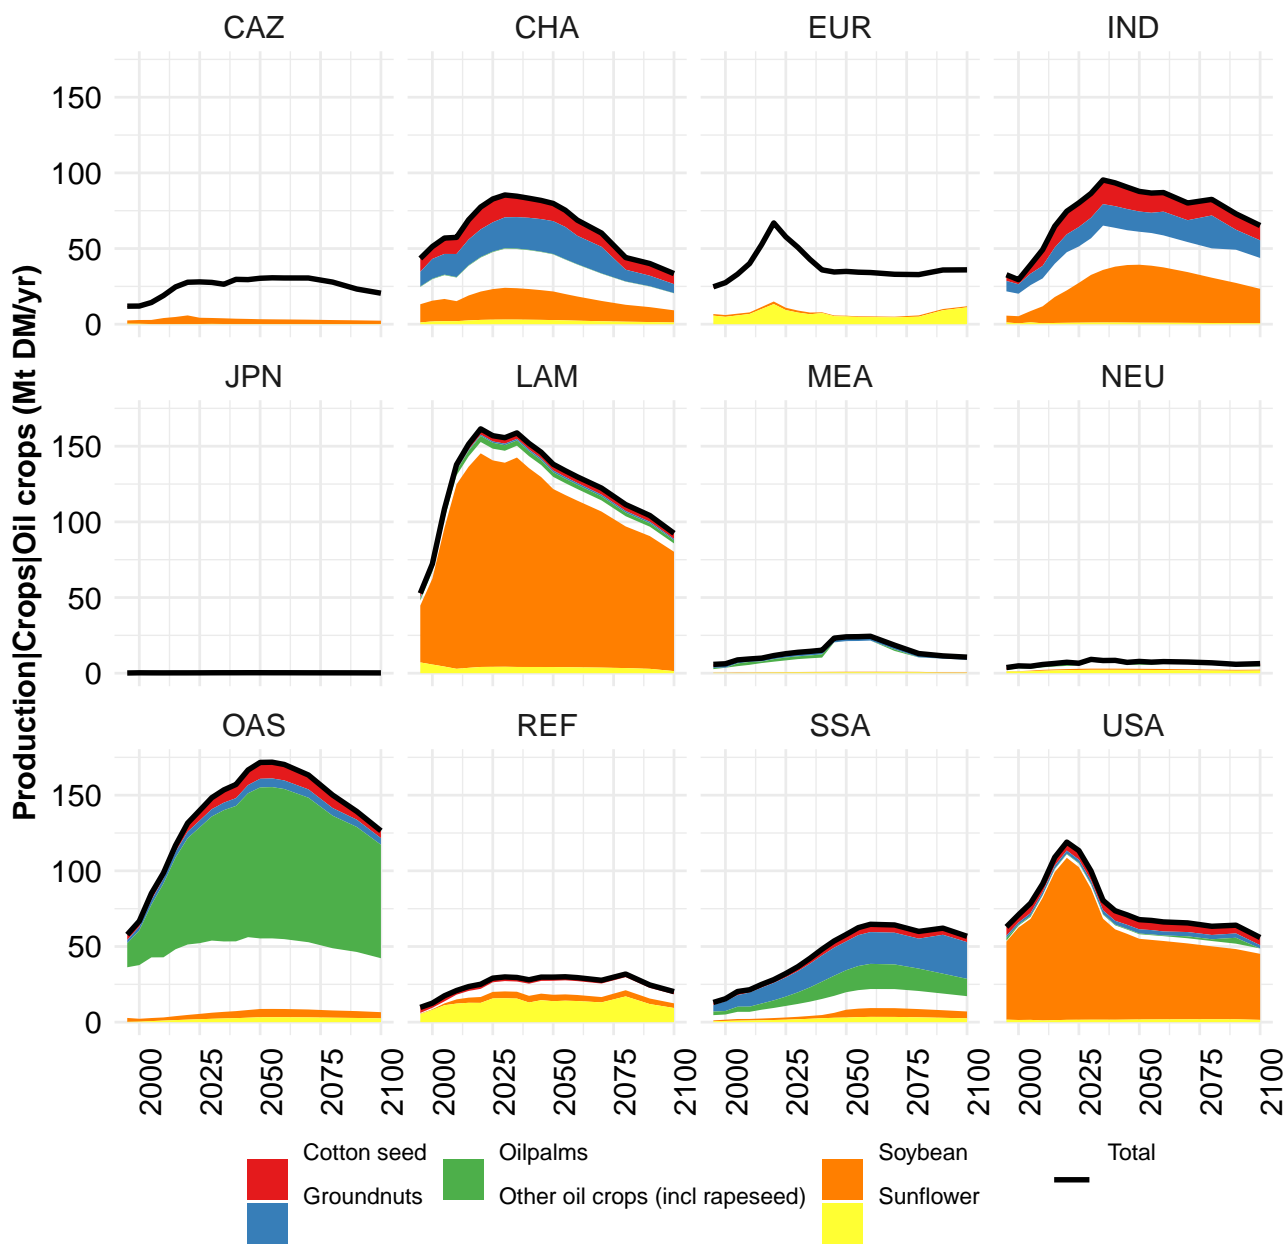 CAZ CHA EUR IND
150
100
50
0
JPN LAM MEA NEU
150
100
50
0
OAS REF SSA USA
150
100
50
0
2000 2025 2050 2075 2100 2000 2025 2050 2075 2100 2000 2025 2050 2075 2100 2000 2025 2050 2075 2100
Production|Crops|Oil crops (Mt DM/yr)
Cotton seed Oilpalms Soybean Total
Groundnuts Other oil crops (incl rapeseed) Sunflower